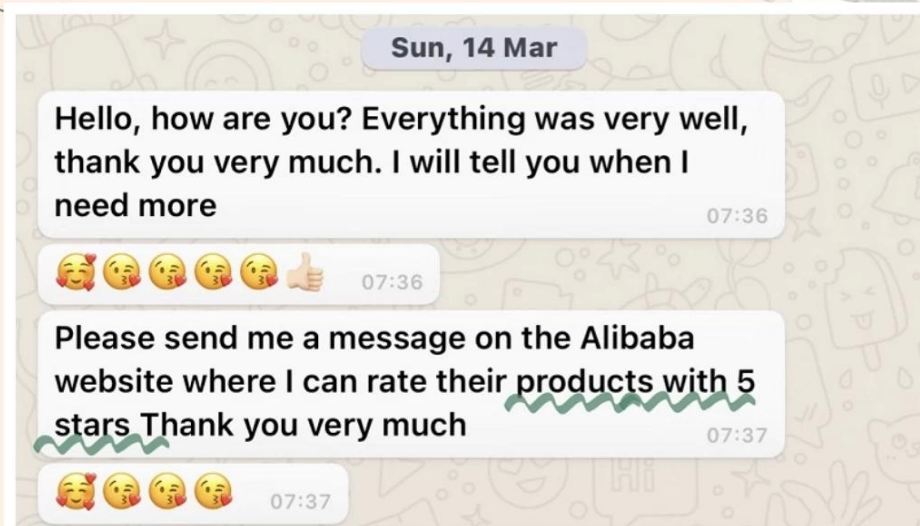 Sun, 14 Mar
Hello, how are you? Everything was very well,
thank you very much. I will tell you when I
need more
07:36
🥰😘😘😘😘👍🏻 07:36
Please send me a message on the Alibaba
website where I can rate their products with 5
stars Thank you very much
07:37
🥰😘😘😘 07:37